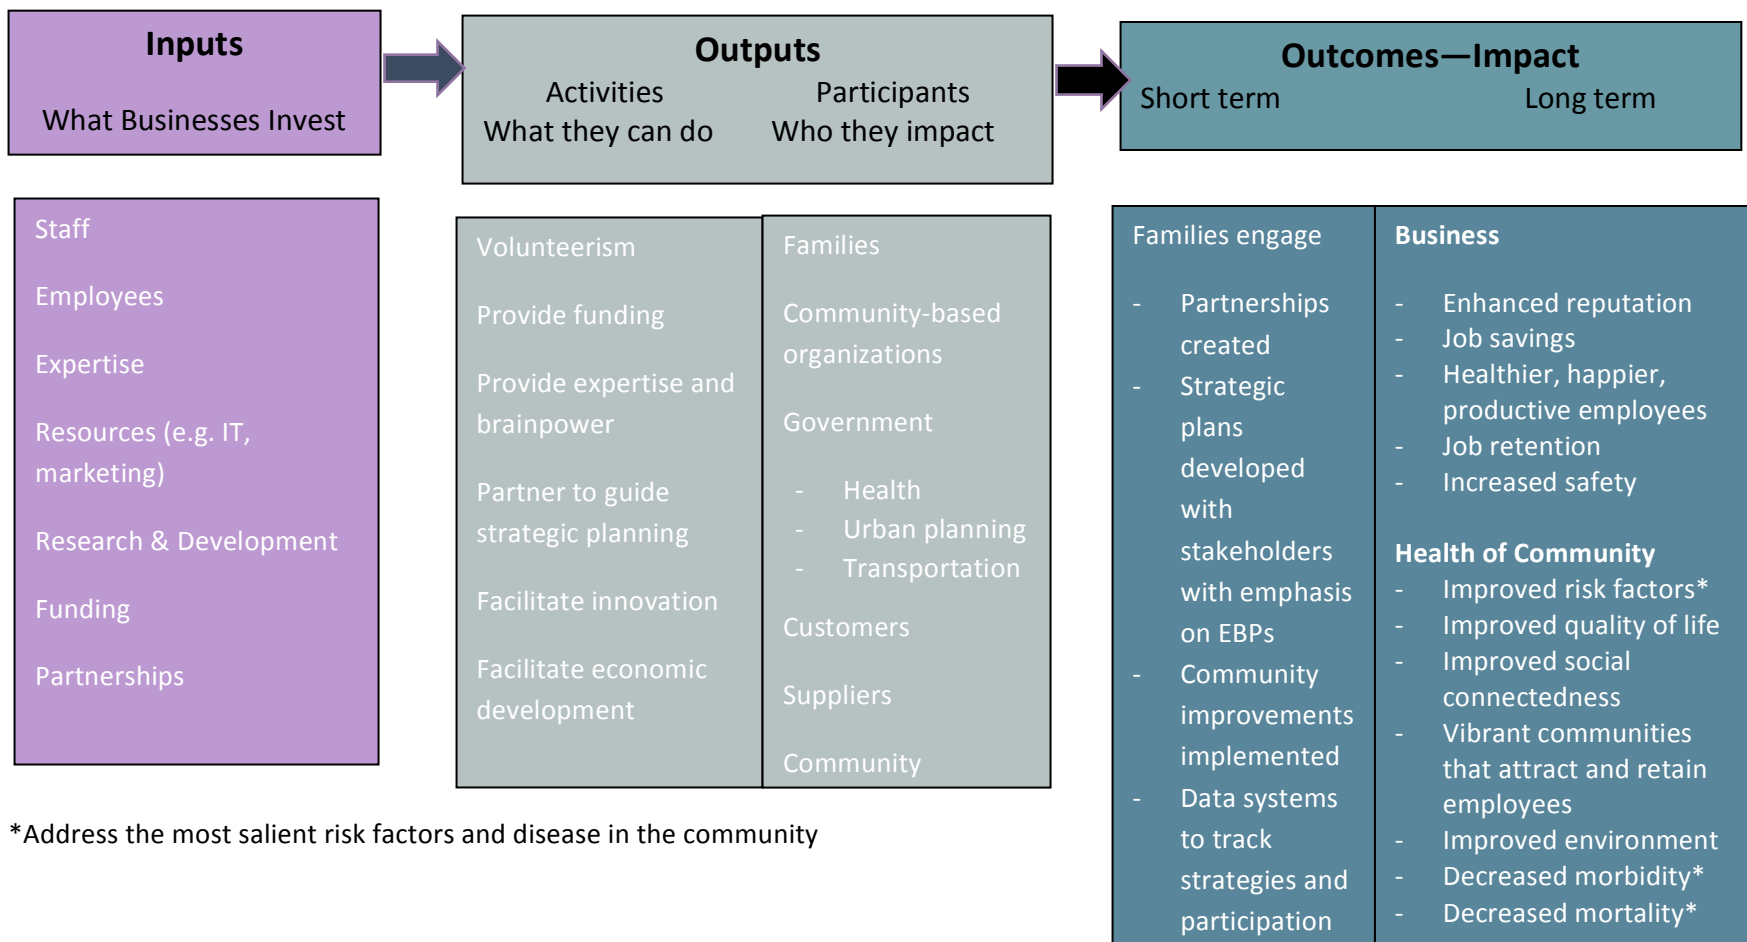 Inputs
What Businesses Invest
Outputs
Activities
Participants
What they can do
Who they impact
Outcomes—Impact
Short term
Long term
Staff
Employees
Expertise
Resources (e.g. IT,
marketing)
Research & Development
Funding
Partnerships
Volunteerism
Provide funding
Provide expertise and
brainpower
Partner to guide
strategic planning
Facilitate innovation
Facilitate economic
development
Families
Community-based
organizations
Government
- Health
- Urban planning
- Transportation
Customers
Suppliers
Community
Families engage
- Partnerships
created
- Strategic
plans
developed
with
stakeholders
with emphasis
on EBPs
- Community
improvements
implemented
- Data systems
to track
strategies and
participation
Business
- Enhanced reputation
- Job savings
- Healthier, happier,
productive employees
- Job retention
- Increased safety
Health of Community
- Improved risk factors*
- Improved quality of life
- Improved social
connectedness
- Vibrant communities
that attract and retain
employees
- Improved environment
- Decreased morbidity*
- Decreased mortality*
*Address the most salient risk factors and disease in the community